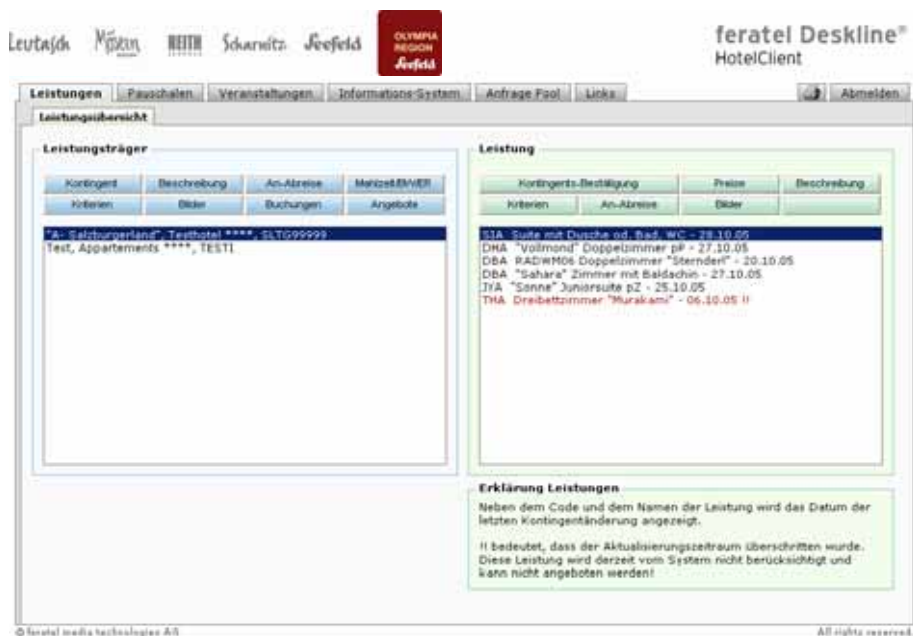 Leutasch Mösern REITH Scharnitz Seefeld OLYMPIA REGION Seefeld
feratel Deskline®
HotelClient
Leistungen Pauschalen Veranstaltungen Informations-System Anfrage Pool Links Abmelden
Leistungsübersicht
Leistungsträger
Kontingent Beschreibung An-Abreise Mahlzeit/EW/ER
Kriterien Bilder Buchungen Angebote
"A- Salzburgerland", Testhotel ****, SLTG99999
Test, Appartements ****, TEST1
Leistung
Kontingents-Bestätigung Preise Beschreibung
Kriterien An-Abreise Bilder
SIA Suite mit Dusche od. Bad, WC - 28.10.05
DMA "Vollmond" Doppelzimmer pP - 27.10.05
DBA RADWM06 Doppelzimmer "Sternderl" - 20.10.05
DBA "Sahara" Zimmer mit Baldachin - 27.10.05
JYA "Sonne" Juniorsuite pZ - 25.10.05
THA Dreibettzimmer "Murakami" - 06.10.05 !!
Erklärung Leistungen
Neben dem Code und dem Namen der Leistung wird das Datum der
letzten Kontingentänderung angezeigt.
!! bedeutet, dass der Aktualisierungszeitraum überschritten wurde.
Diese Leistung wird derzeit vom System nicht berücksichtigt und
kann nicht angeboten werden!
© feratel media technologies AG
All rights reserved